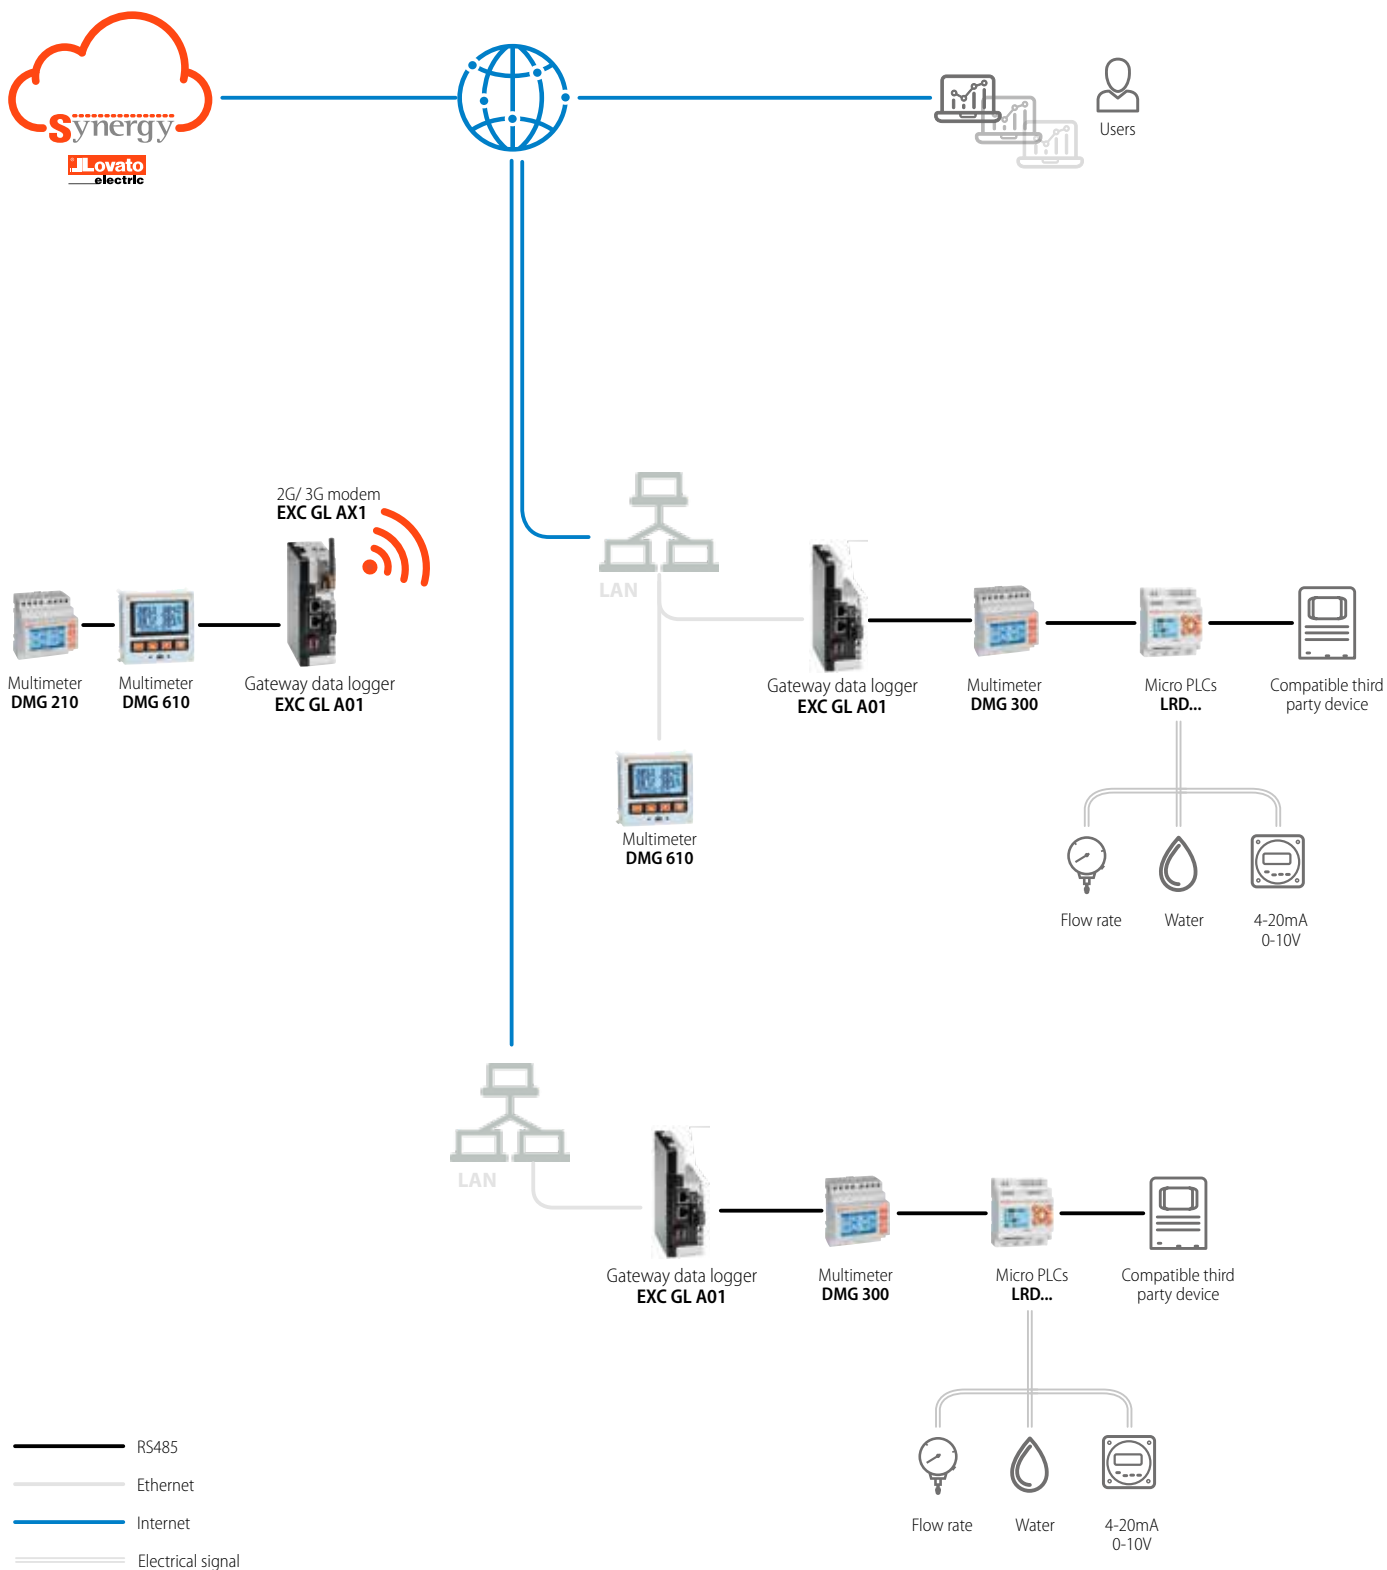 Synergy
Lovato
electric
Users
2G/ 3G modem
EXC GL AX1
LAN
Multimeter
DMG 210
Multimeter
DMG 610
Gateway data logger
EXC GL A01
Gateway data logger
EXC GL A01
Multimeter
DMG 300
Micro PLCs
LRD...
Compatible third
party device
Multimeter
DMG 610
Flow rate
Water
4-20mA
0-10V
LAN
Gateway data logger
EXC GL A01
Multimeter
DMG 300
Micro PLCs
LRD...
Compatible third
party device
RS485
Ethernet
Internet
Electrical signal
Flow rate
Water
4-20mA
0-10V